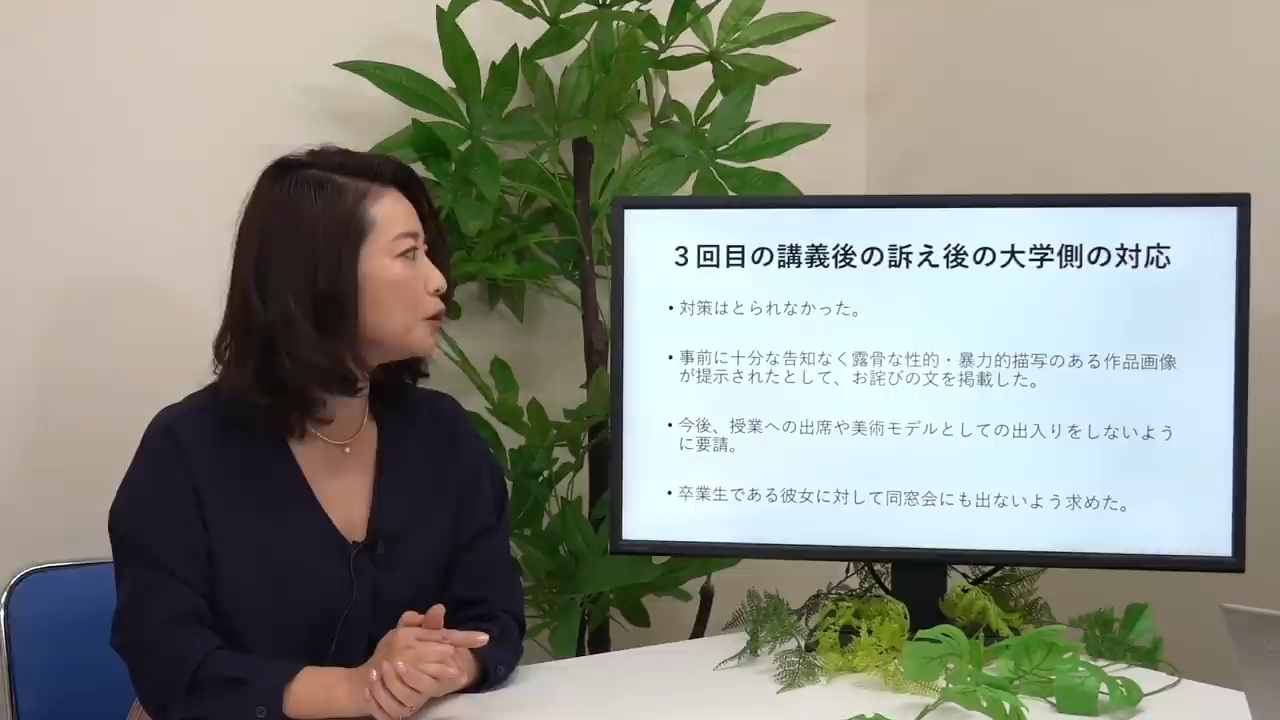 ３回目の講義後の訴え後の大学側の対応
• 対策はとられなかった。
• 事前に十分な告知なく露骨な性的・暴力的描写のある作品画像
が提示されたとして、お詫びの文を掲載した。
• 今後、授業への出席や美術モデルとしての出入りをしないよう
に要請。
• 卒業生である彼女に対して同窓会にも出ないよう求めた。